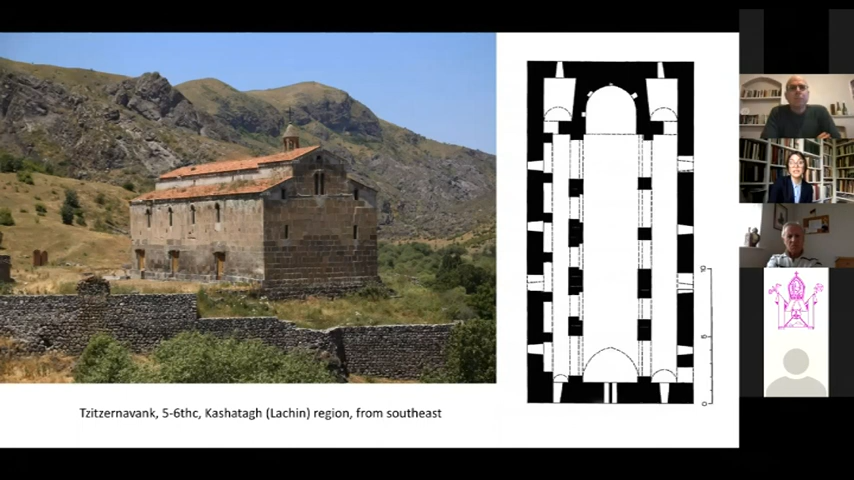 Tzitzernavank, 5-6thc, Kashatagh (Lachin) region, from southeast